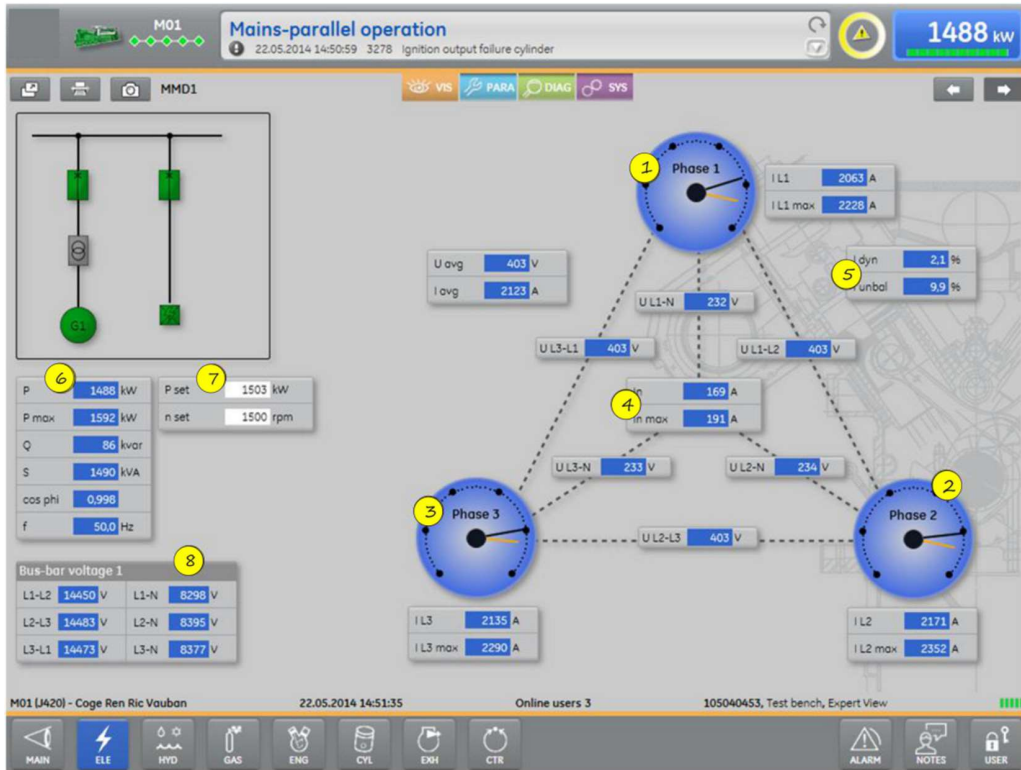 M01
Mains-parallel operation
22.05.2014 14:50:59 3278 Ignition output failure cylinder
1488 kW
MMD1
VIS PARA DIAG SYS
G1
1
Phase 1
I L1 2063 A
I L1 max 2228 A
U avg 403 V
I avg 2123 A
5
I dyn 2,1 %
unbal 9,9 %
U L1-N 232 V
U L3-L1 403 V
U L1-L2 403 V
6
P 1488 kW
P max 1592 kW
Q 86 kvar
S 1490 kVA
cos phi 0,998
f 50,0 Hz
7
P set 1503 kW
n set 1500 rpm
4
In 169 A
In max 191 A
U L3-N 233 V
U L2-N 234 V
3
Phase 3
2
Phase 2
U L2-L3 403 V
8
Bus-bar voltage 1
L1-L2 14450 V L1-N 8298 V
L2-L3 14483 V L2-N 8395 V
L3-L1 14473 V L3-N 8377 V
I L3 2135 A
I L3 max 2290 A
I L2 2171 A
I L2 max 2352 A
M01 (J420) - Coge Ren Ric Vauban 22.05.2014 14:51:35 Online users 3 105040453, Test bench, Expert View
MAIN ELE HYD GAS ENG CYL EXH CTR ALARM NOTES USER